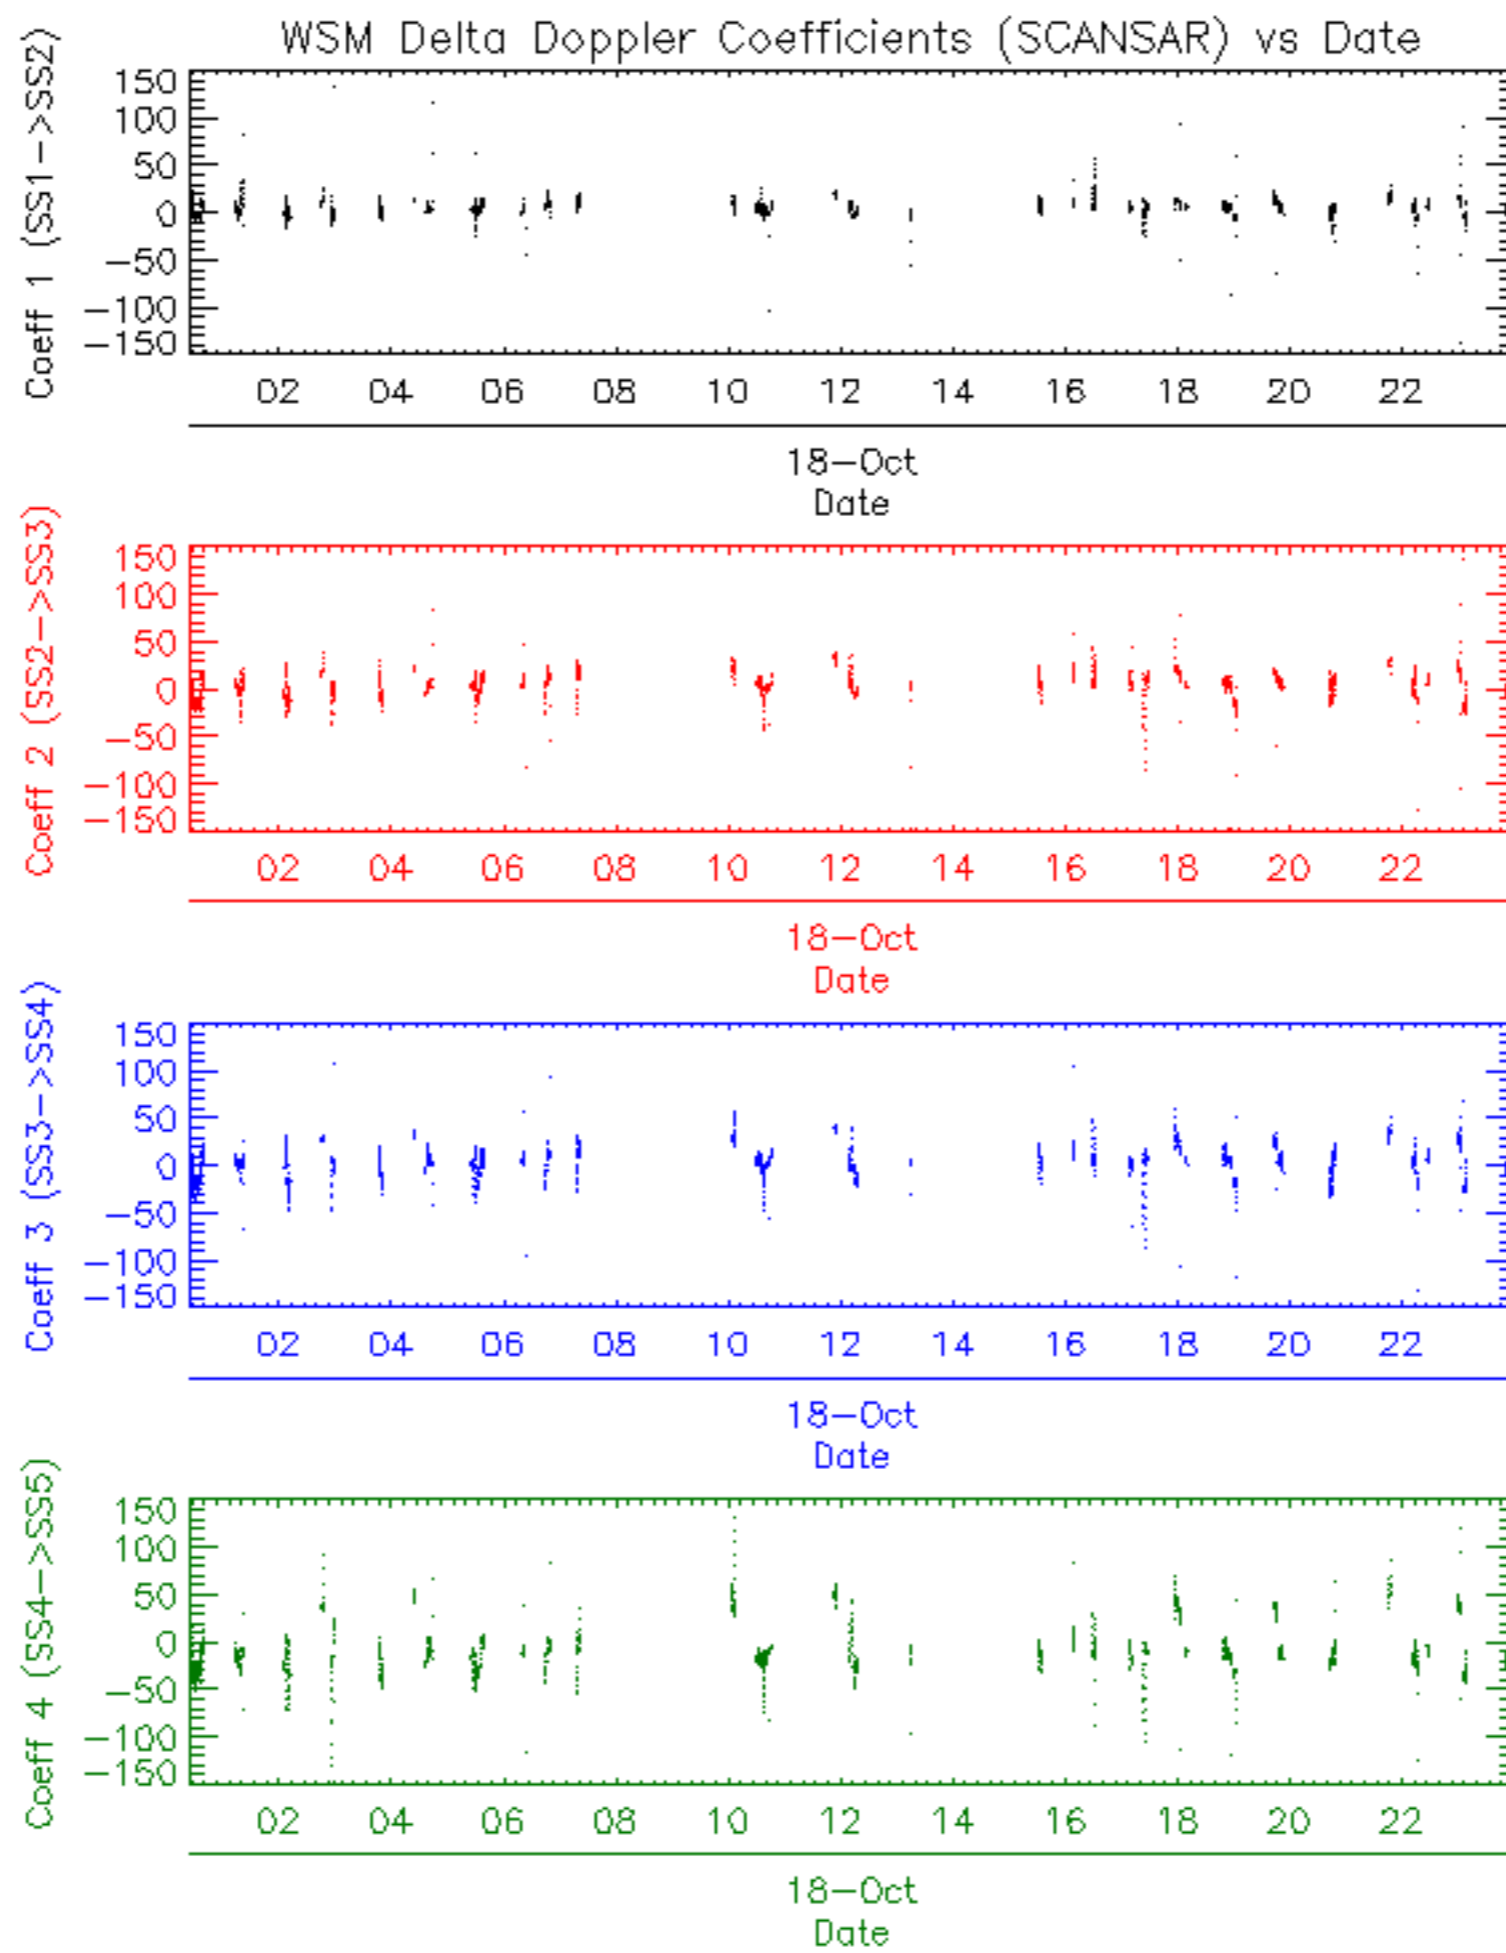 WSM Delta Doppler Coefficients (SCANSAR) vs Date
Coeff 1 (SS1->SS2)
150
100
50
0
-50
-100
-150
02 04 06 08 10 12 14 16 18 20 22
18-Oct
Date
Coeff 2 (SS2->SS3)
150
100
50
0
-50
-100
-150
02 04 06 08 10 12 14 16 18 20 22
18-Oct
Date
Coeff 3 (SS3->SS4)
150
100
50
0
-50
-100
-150
02 04 06 08 10 12 14 16 18 20 22
18-Oct
Date
Coeff 4 (SS4->SS5)
150
100
50
0
-50
-100
-150
02 04 06 08 10 12 14 16 18 20 22
18-Oct
Date